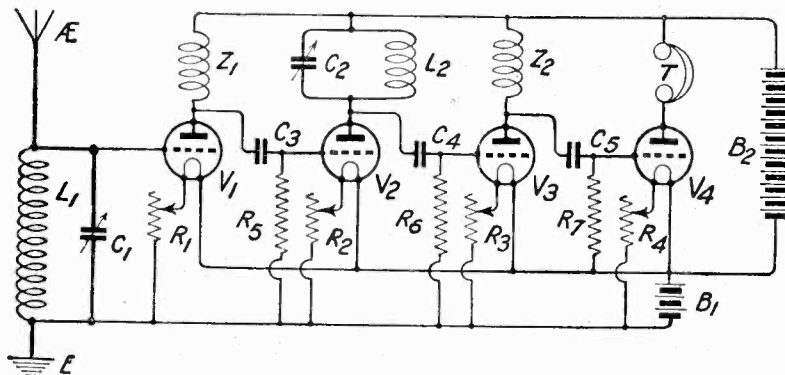 Æ
Z₁
C₂
L₂
Z₂
T
B₂
C₃
C₄
C₅
L₁
C₁
V₁
V₂
V₃
V₄
R₁
R₅
R₂
R₆
R₃
R₇
R₄
B₁
E